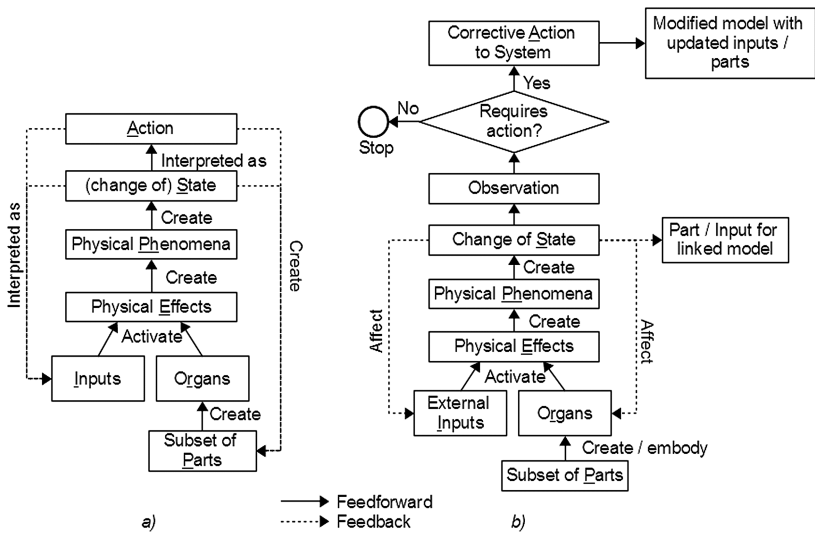 Action
Interpreted as
(change of) State
Create
Physical Phenomena
Create
Physical Effects
Activate
Inputs
Organs
Create
Subset of
Parts
Interpreted as
Create
a)
Corrective Action
to System
Modified model with
updated inputs /
parts
Yes
No
Requires
action?
Stop
Observation
Change of State
Part / Input for
linked model
Create
Physical Phenomena
Create
Physical Effects
Activate
External
Inputs
Organs
Create / embody
Subset of Parts
Affect
Affect
Feedforward
Feedback
b)